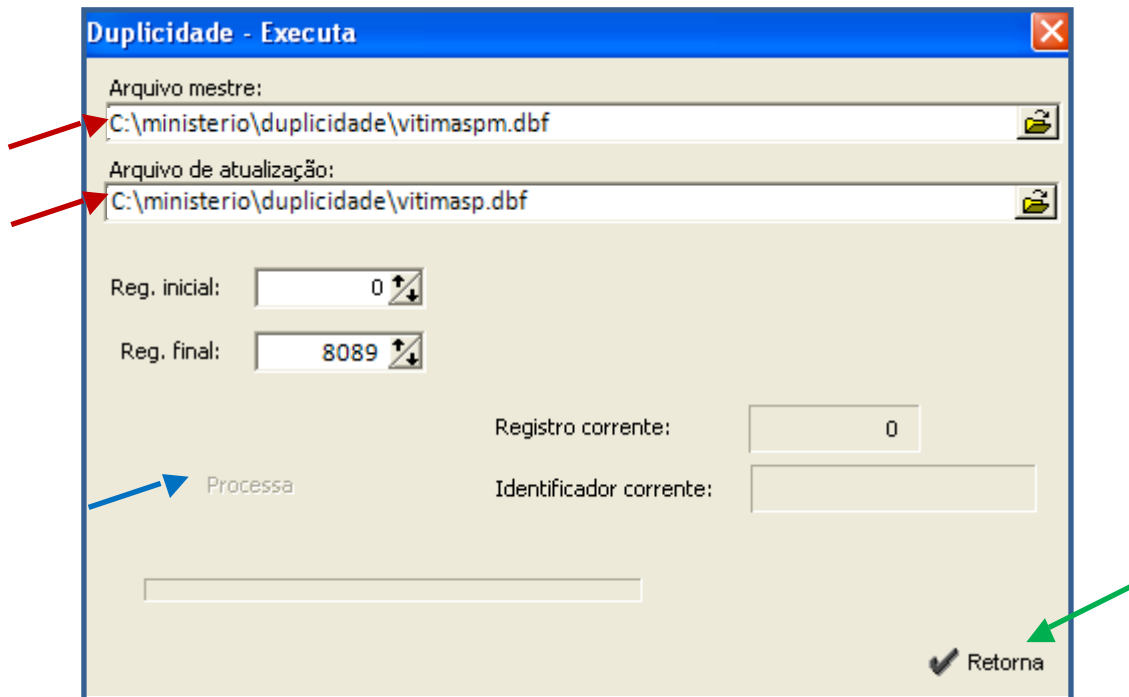 Duplicidade - Executa
Arquivo mestre:
C:\ministerio\duplicidade\vitimaspm.dbf
Arquivo de atualização:
C:\ministerio\duplicidade\vitimasp.dbf
Reg. inicial: 0
Reg. final: 8089
Registro corrente: 0
Processa
Identificador corrente:
Retorna